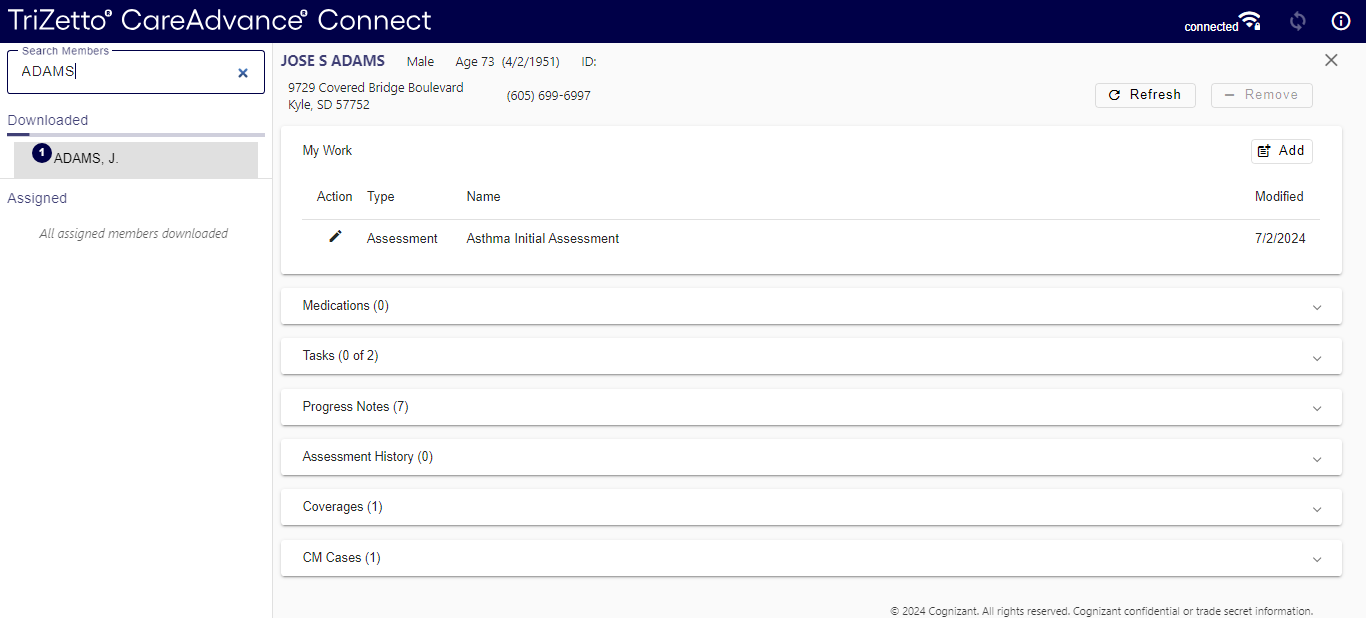 TriZetto® CareAdvance® Connect
connected
Search Members
ADAMS
Downloaded
1
ADAMS, J.
Assigned
All assigned members downloaded
JOSE S ADAMS Male Age 73 (4/2/1951) ID:
9729 Covered Bridge Boulevard
Kyle, SD 57752
(605) 699-6997
Refresh
Remove
My Work
Add
Action Type Name Modified
Assessment Asthma Initial Assessment 7/2/2024
Medications (0)
Tasks (0 of 2)
Progress Notes (7)
Assessment History (0)
Coverages (1)
CM Cases (1)
© 2024 Cognizant. All rights reserved. Cognizant confidential or trade secret information.